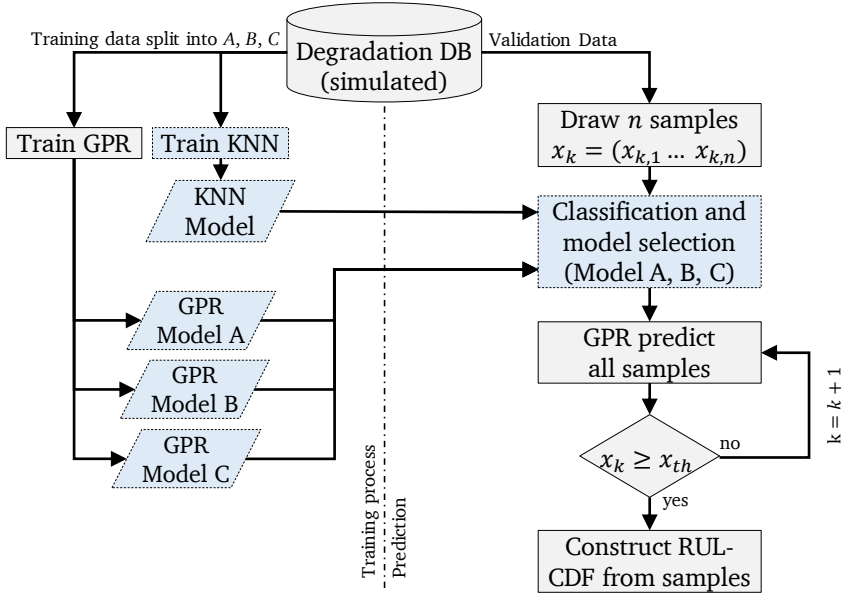 Training data split into A, B, C
Degradation DB
(simulated)
Validation Data
Train GPR
Train KNN
KNN
Model
GPR
Model A
GPR
Model B
GPR
Model C
Training process
Prediction
Draw n samples
x_k = (x_{k,1} … x_{k,n})
Classification and
model selection
(Model A, B, C)
GPR predict
all samples
k = k + 1
x_k ≥ x_{th}
no
yes
Construct RUL-
CDF from samples